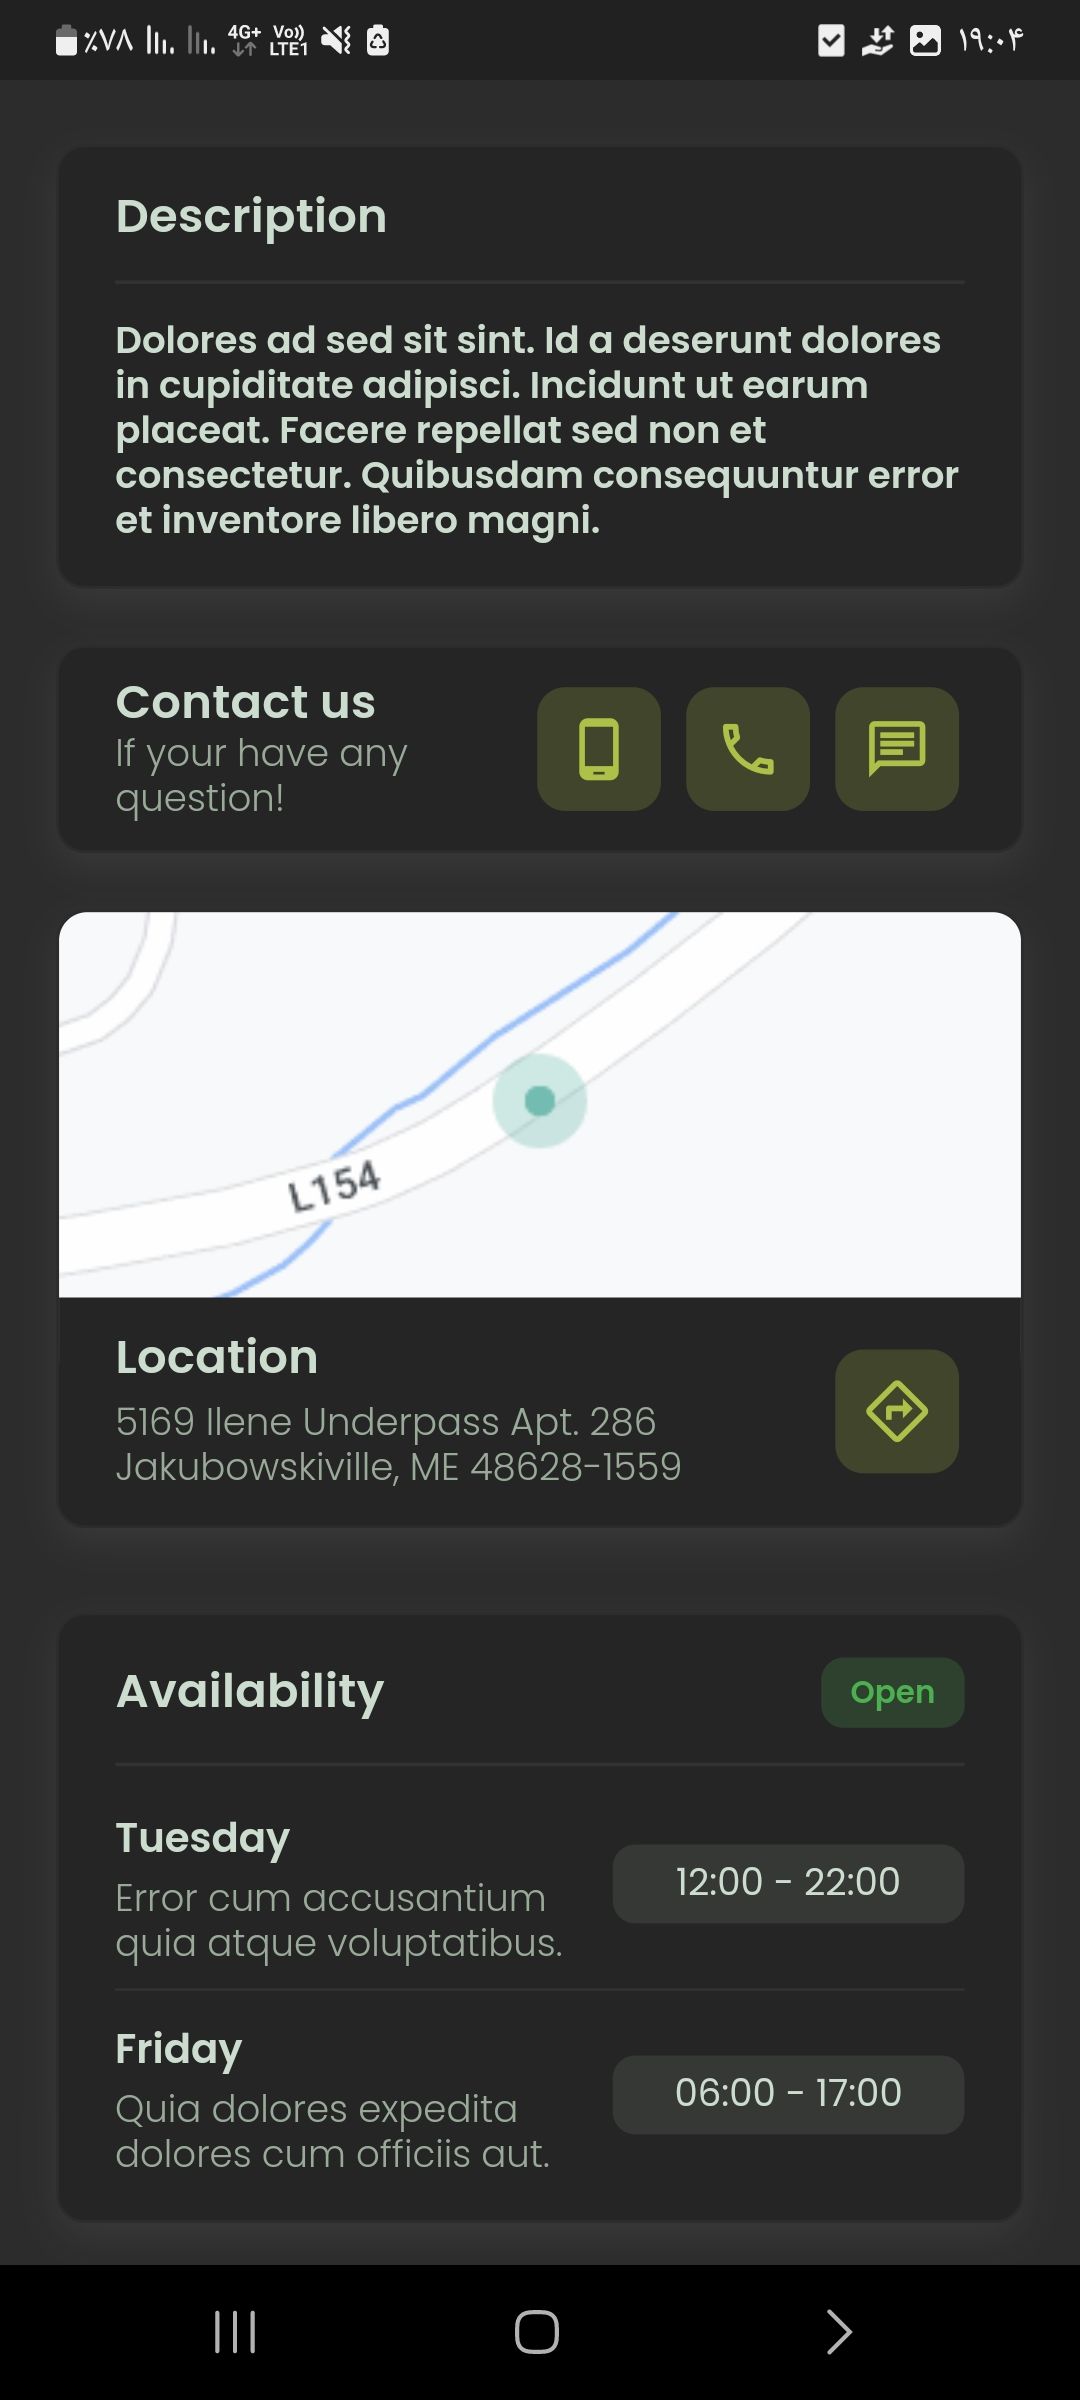 ٪۷۸ 4G+ Vo)) LTE1 ۱۹:۰۴
Description
Dolores ad sed sit sint. Id a deserunt dolores
in cupiditate adipisci. Incidunt ut earum
placeat. Facere repellat sed non et
consectetur. Quibusdam consequuntur error
et inventore libero magni.
Contact us
If your have any
question!
L154
Location
5169 Ilene Underpass Apt. 286
Jakubowskiville, ME 48628-1559
Availability
Open
Tuesday
Error cum accusantium
quia atque voluptatibus.
12:00 - 22:00
Friday
Quia dolores expedita
dolores cum officiis aut.
06:00 - 17:00